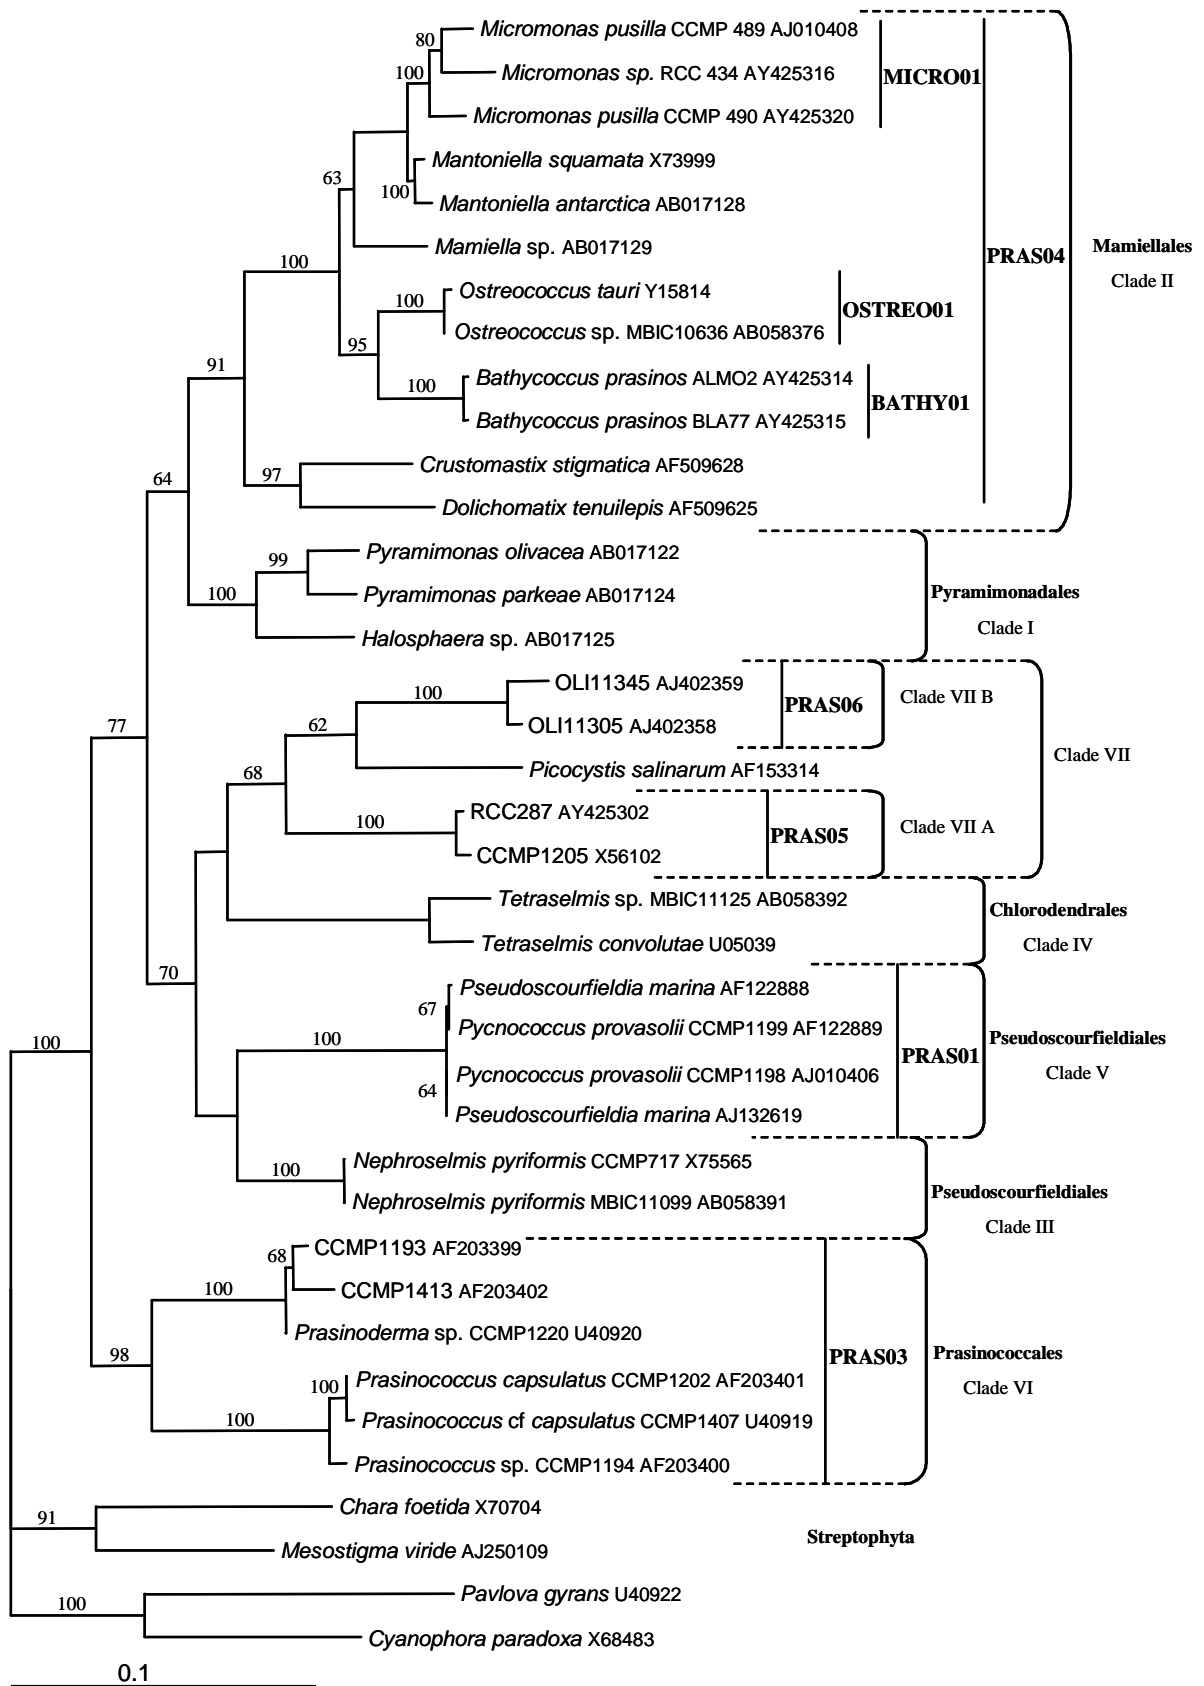 80
Micromonas pusilla CCMP 489 AJ010408
100
Micromonas sp. RCC 434 AY425316
MICRO01
Micromonas pusilla CCMP 490 AY425320
Mantoniella squamata X73999
63
100
Mantoniella antarctica AB017128
Mamiella sp. AB017129
PRAS04
Mamiellales
Clade II
100
Ostreococcus tauri Y15814
100
OSTREO01
Ostreococcus sp. MBIC10636 AB058376
95
91
Bathycoccus prasinos ALMO2 AY425314
100
BATHY01
Bathycoccus prasinos BLA77 AY425315
Crustomastix stigmatica AF509628
97
64
Dolichomatix tenuilepis AF509625
Pyramimonas olivacea AB017122
99
Pyramimonas parkeae AB017124
100
Pyramimonadales
Clade I
Halosphaera sp. AB017125
OLI11345 AJ402359
100
PRAS06
Clade VII B
OLI11305 AJ402358
77
62
Clade VII
Picocystis salinarum AF153314
68
RCC287 AY425302
100
PRAS05
Clade VII A
CCMP1205 X56102
Tetraselmis sp. MBIC11125 AB058392
Chlorodendrales
Clade IV
Tetraselmis convolutae U05039
70
Pseudoscourfieldia marina AF122888
67
Pycnococcus provasolii CCMP1199 AF122889
100
100
PRAS01
Pseudoscourfieldiales
Clade V
Pycnococcus provasolii CCMP1198 AJ010406
64
Pseudoscourfieldia marina AJ132619
Nephroselmis pyriformis CCMP717 X75565
100
Pseudoscourfieldiales
Clade III
Nephroselmis pyriformis MBIC11099 AB058391
CCMP1193 AF203399
68
CCMP1413 AF203402
100
Prasinoderma sp. CCMP1220 U40920
98
PRAS03
Prasinococcales
Clade VI
Prasinococcus capsulatus CCMP1202 AF203401
100
Prasinococcus cf capsulatus CCMP1407 U40919
100
Prasinococcus sp. CCMP1194 AF203400
Chara foetida X70704
91
Streptophyta
Mesostigma viride AJ250109
Pavlova gyrans U40922
100
Cyanophora paradoxa X68483
0.1